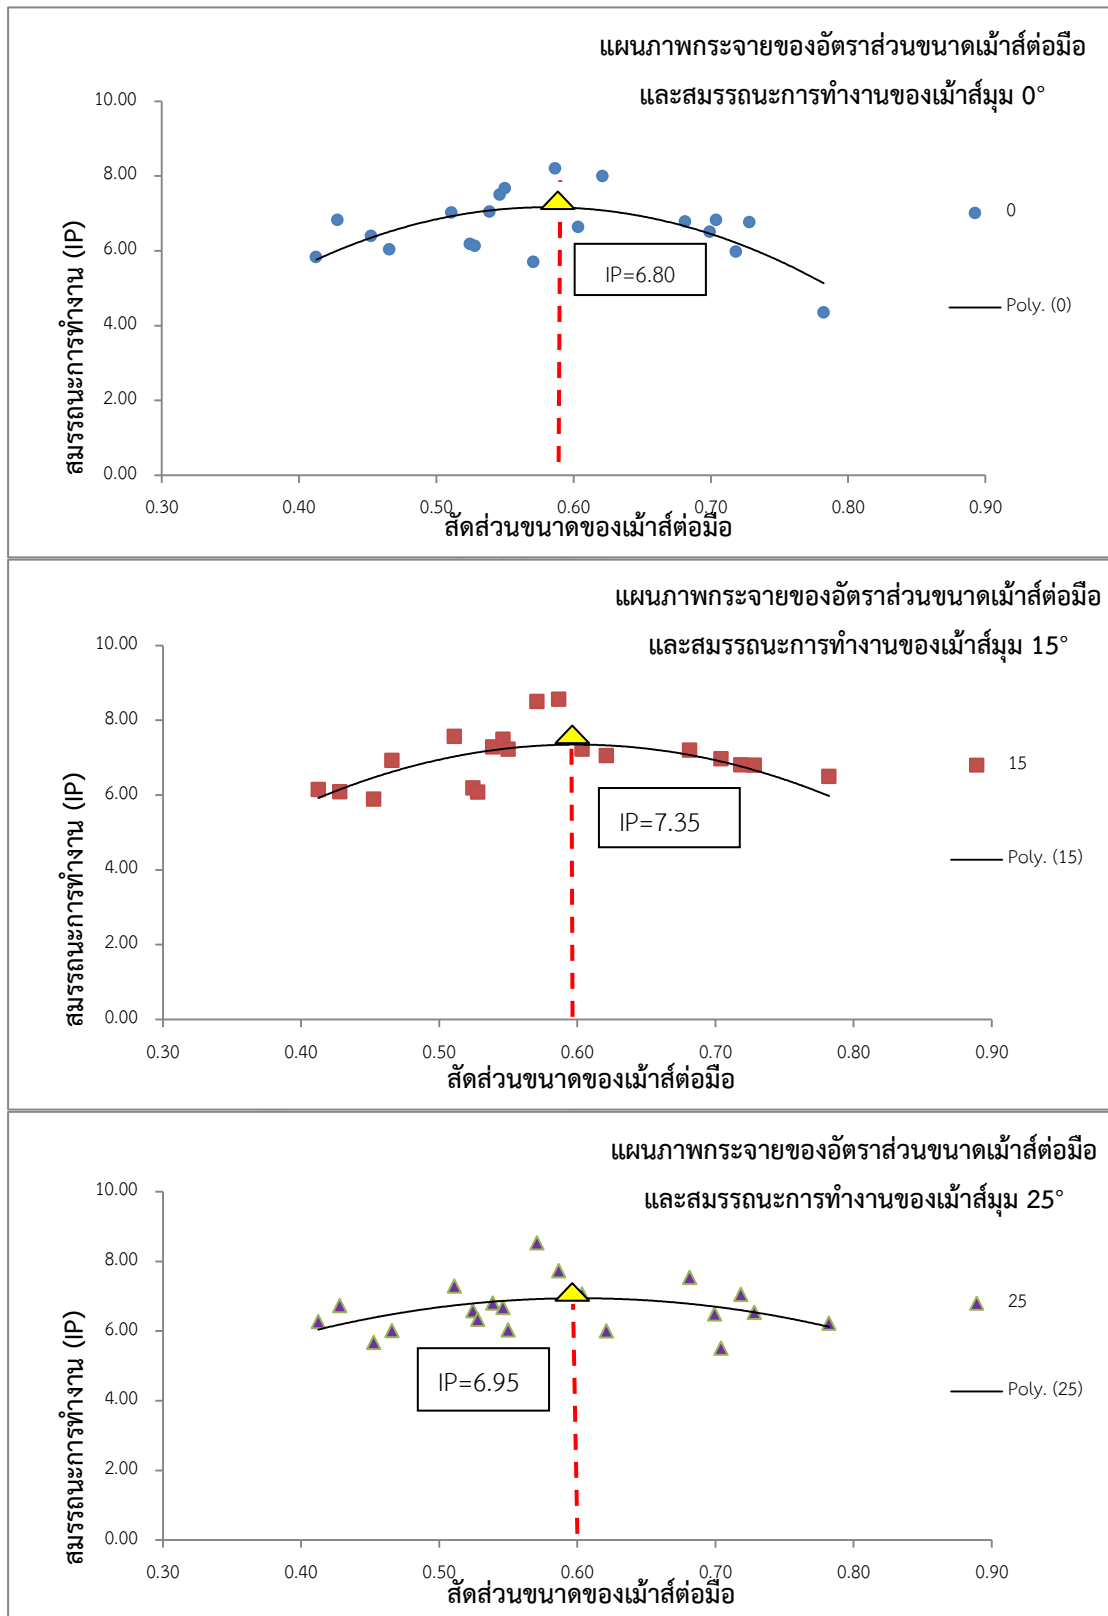 แผนภาพกระจายของอัตราส่วนขนาดเม้าส์ต่อมือ
และสมรรถนะการทำงานของเม้าส์มุม 0°
สมรรถนะการทำงาน (IP)
10.00
8.00
6.00
4.00
2.00
0.00
0
IP=6.80
Poly. (0)
0.30 0.40 0.50 0.60 0.70 0.80 0.90
สัดส่วนขนาดของเม้าส์ต่อมือ
แผนภาพกระจายของอัตราส่วนขนาดเม้าส์ต่อมือ
และสมรรถนะการทำงานของเม้าส์มุม 15°
สมรรถนะการทำงาน (IP)
10.00
8.00
6.00
4.00
2.00
0.00
15
IP=7.35
Poly. (15)
0.30 0.40 0.50 0.60 0.70 0.80 0.90
สัดส่วนขนาดของเม้าส์ต่อมือ
แผนภาพกระจายของอัตราส่วนขนาดเม้าส์ต่อมือ
และสมรรถนะการทำงานของเม้าส์มุม 25°
สมรรถนะการทำงาน (IP)
10.00
8.00
6.00
4.00
2.00
0.00
25
IP=6.95
Poly. (25)
0.30 0.40 0.50 0.60 0.70 0.80 0.90
สัดส่วนขนาดของเม้าส์ต่อมือ